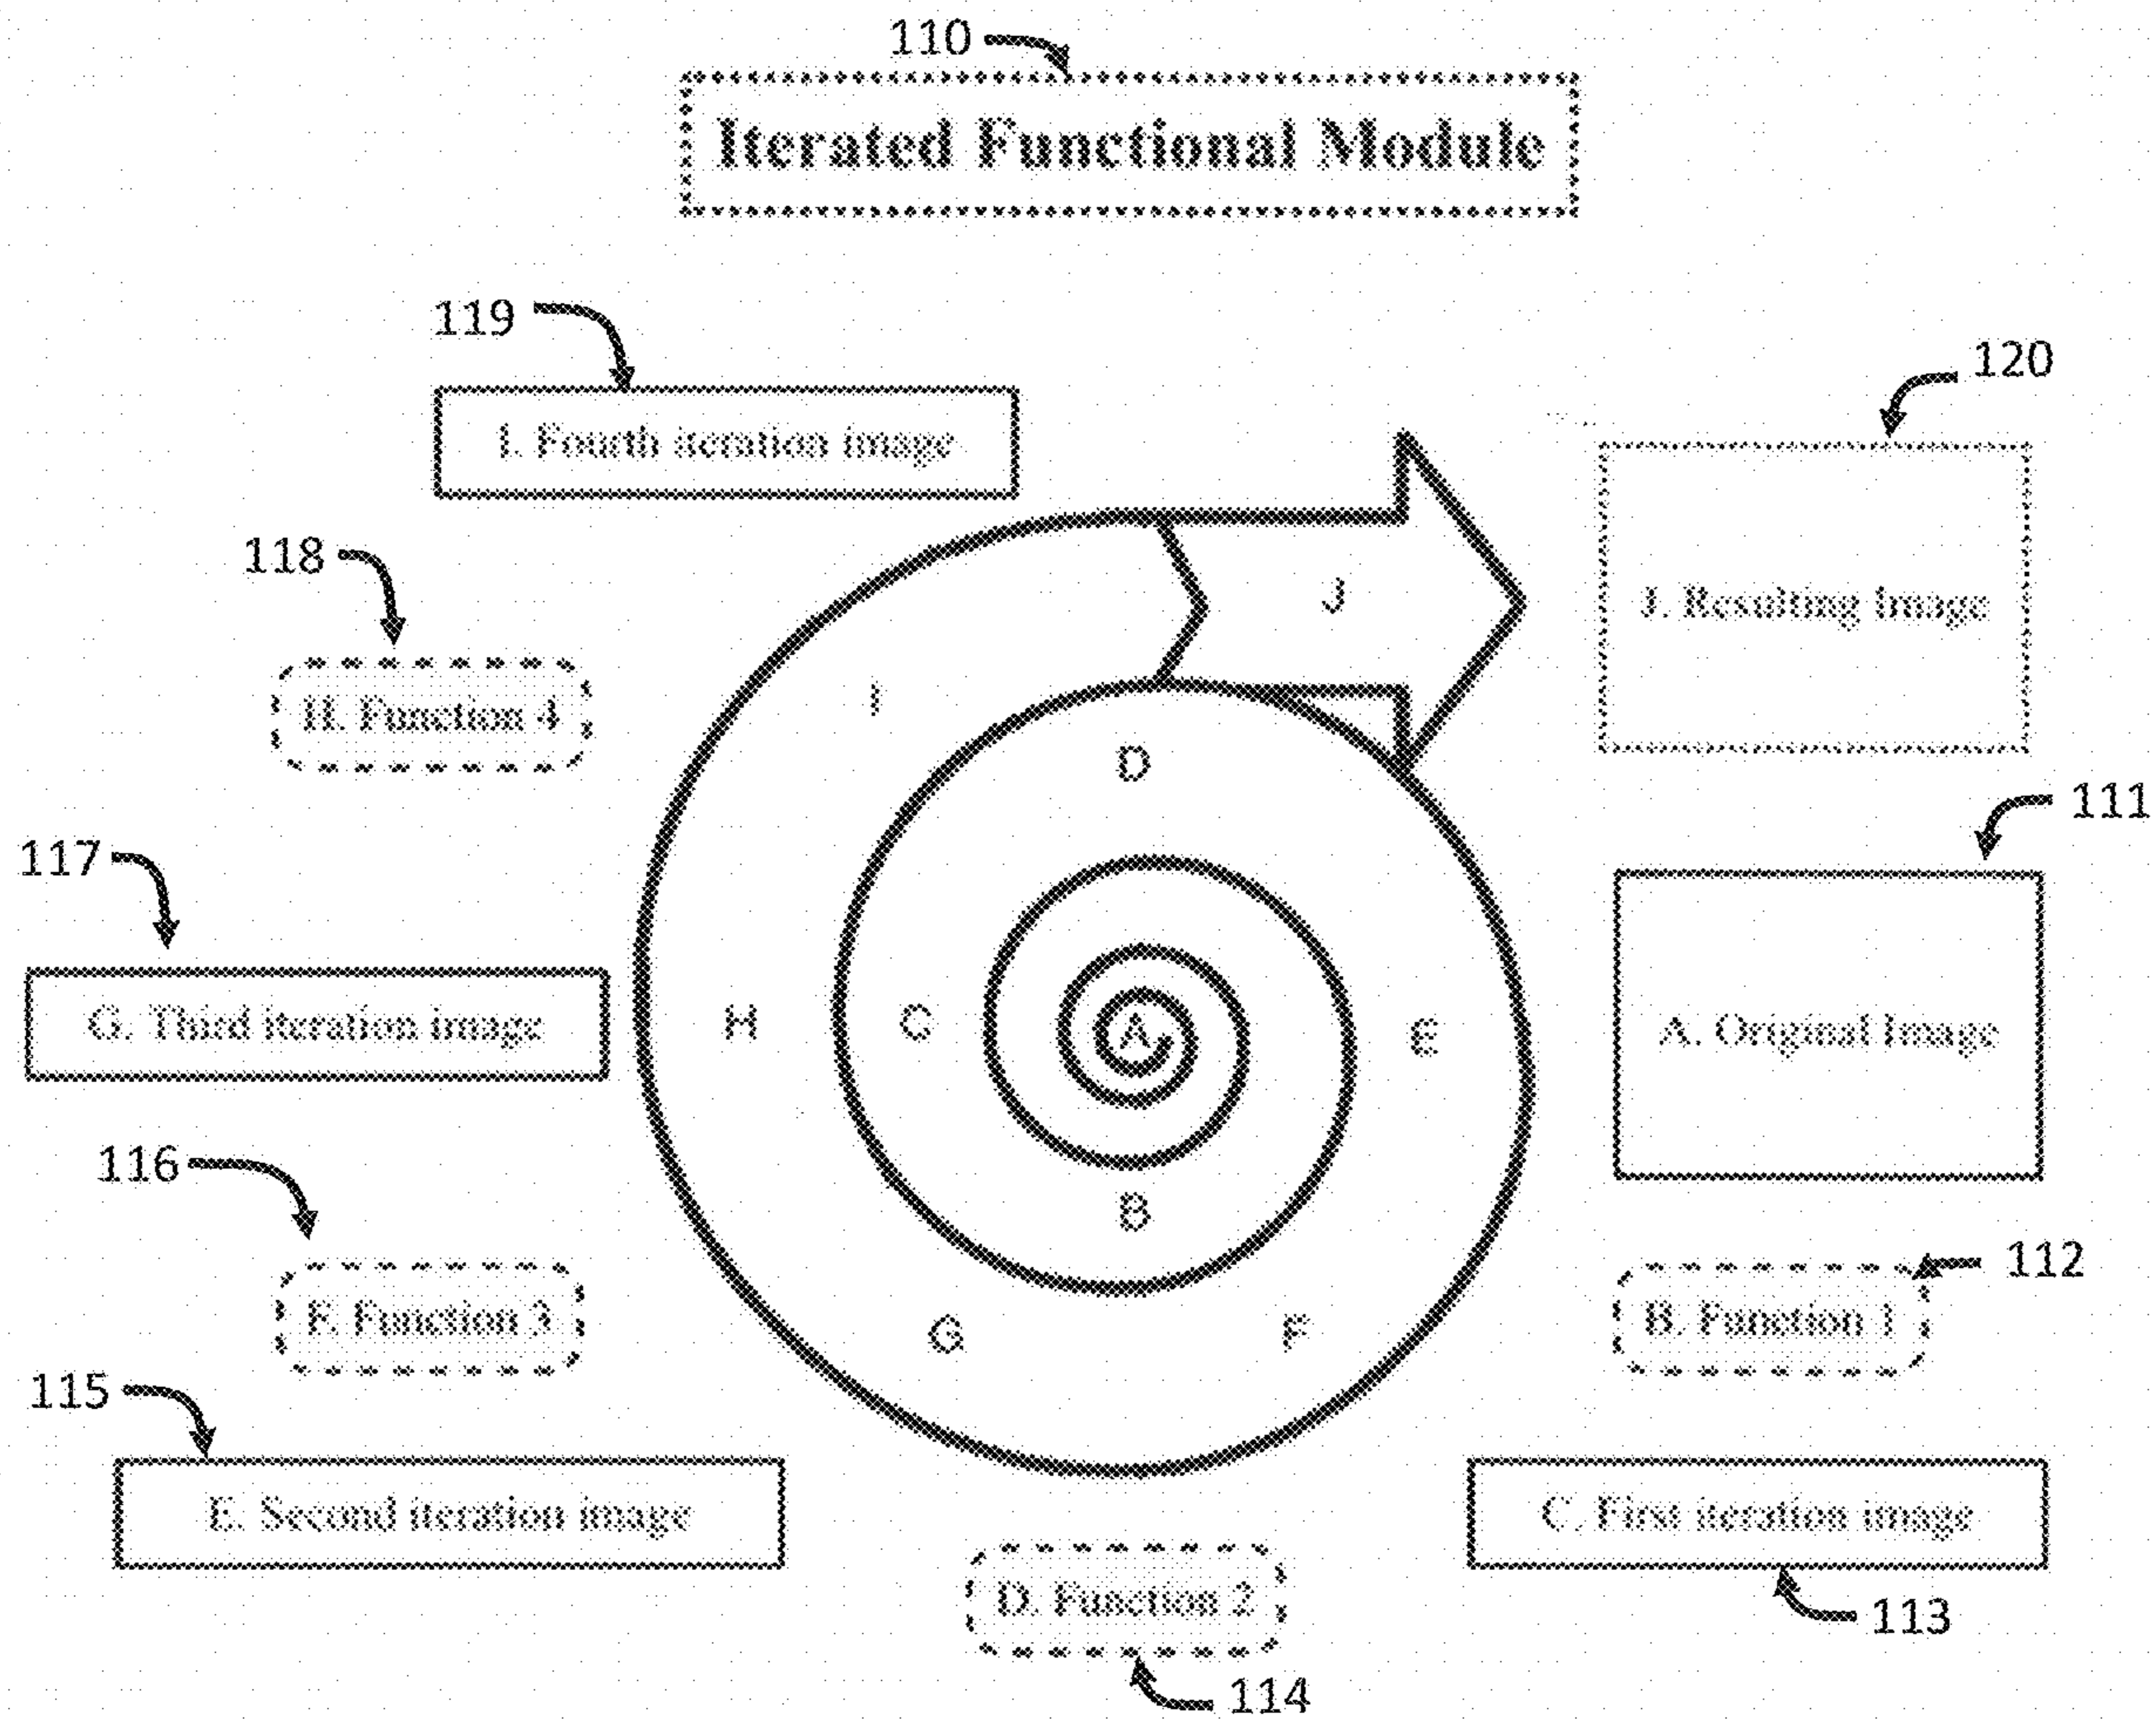 110
Iterated Functional Module
119
120
I. Fourth iteration image
118
J
J. Resulting Image
H. Function 4
I
D
111
117
G. Third iteration image
H
C
A
E
A. Original Image
116
B
112
F. Function 3
G
F
B. Function 1
115
E. Second iteration image
C. First iteration image
D. Function 2
113
114